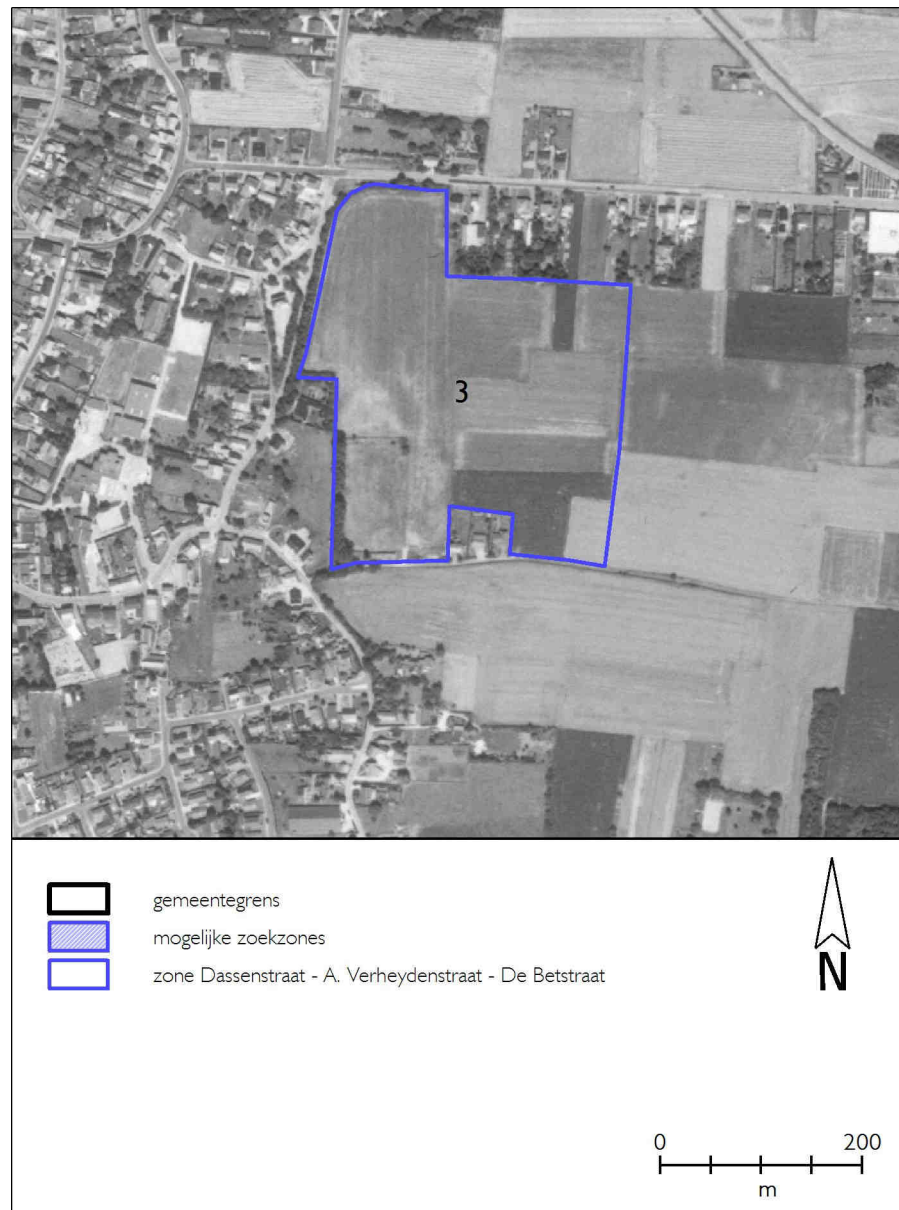 3
gemeentegrens
mogelijke zoekzones
zone Dassenstraat - A. Verheydenstraat - De Betstraat
N
0 200
m